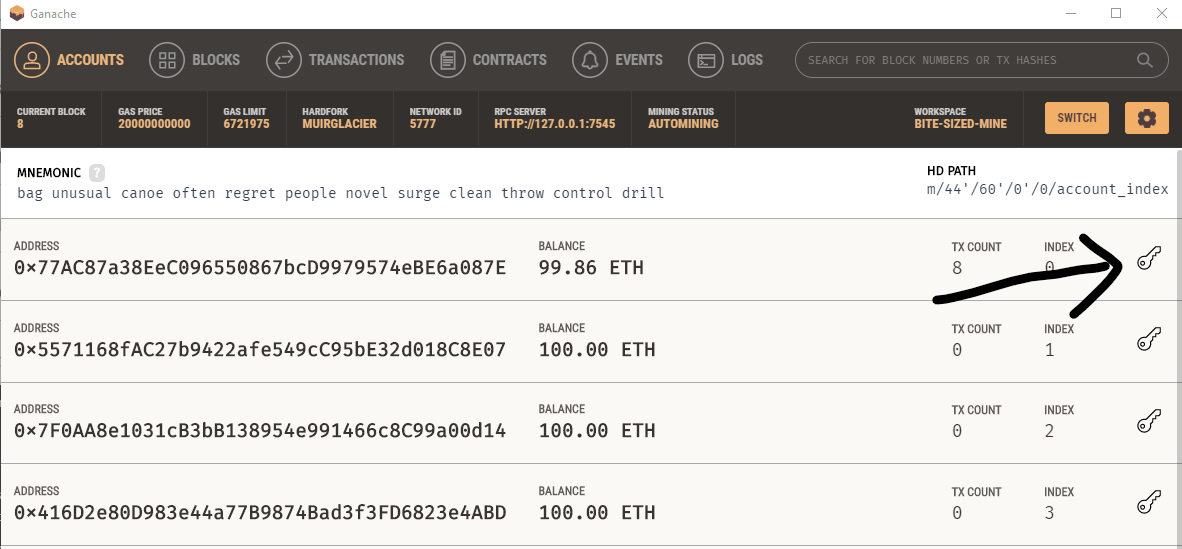 Ganache
ACCOUNTS BLOCKS TRANSACTIONS CONTRACTS EVENTS LOGS SEARCH FOR BLOCK NUMBERS OR TX HASHES
CURRENT BLOCK GAS PRICE GAS LIMIT HARDFORK NETWORK ID RPC SERVER MINING STATUS WORKSPACE
8 20000000000 6721975 MUIRGLACIER 5777 HTTP://127.0.0.1:7545 AUTOMINING BITE-SIZED-MINE SWITCH
MNEMONIC ? HD PATH
bag unusual canoe often regret people novel surge clean throw control drill m/44'/60'/0'/0/account_index
ADDRESS BALANCE TX COUNT INDEX
0×77AC87a38EeC096550867bcD9979574eBE6a087E 99.86 ETH 8 0
ADDRESS BALANCE TX COUNT INDEX
0×5571168fAC27b9422afe549cC95bE32d018C8E07 100.00 ETH 0 1
ADDRESS BALANCE TX COUNT INDEX
0×7F0AA8e1031cB3bB138954e991466c8C99a00d14 100.00 ETH 0 2
ADDRESS BALANCE TX COUNT INDEX
0×416D2e80D983e44a77B9874Bad3f3FD6823e4ABD 100.00 ETH 0 3